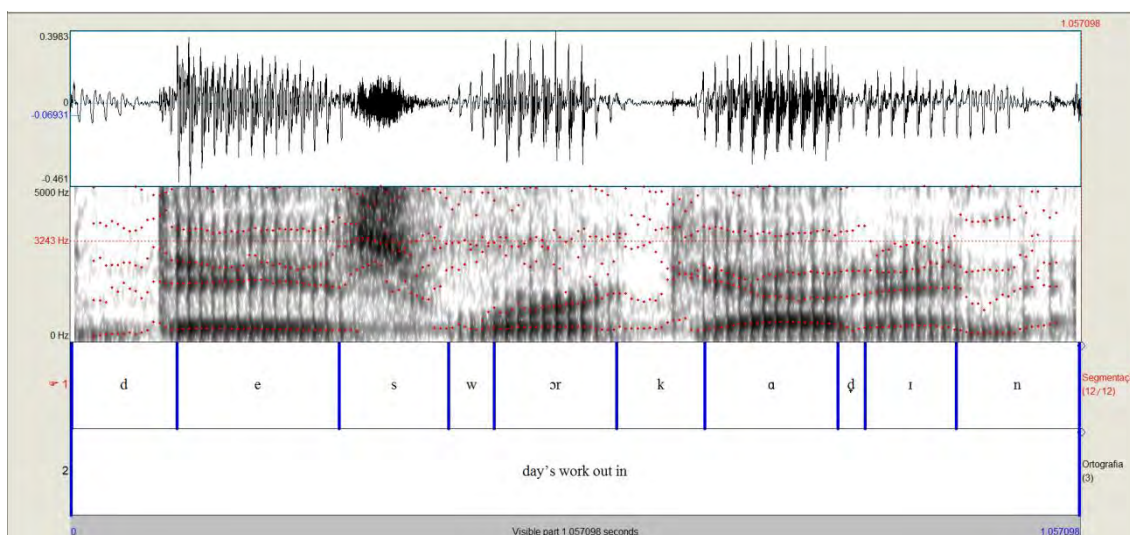 1.057098
0.3983
0
-0.06931
-0.461
5000 Hz
3243 Hz
0 Hz
1 d e s w ɔr k ɑ ɪ n Segmentaç
(12/12)
2 day’s work out in Ortografia
(3)
0 Visible part 1.057098 seconds 1.057098